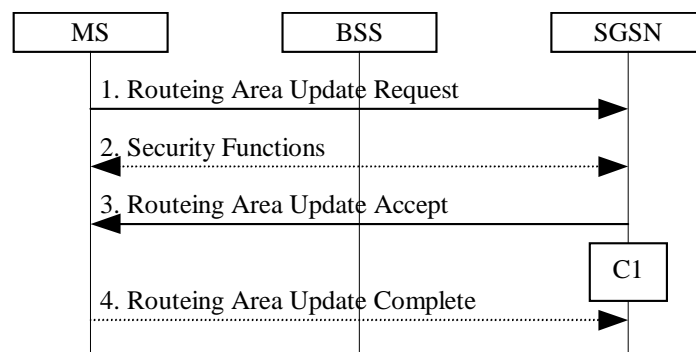 MS BSS SGSN
1. Routeing Area Update Request
2. Security Functions
3. Routeing Area Update Accept
C1
4. Routeing Area Update Complete